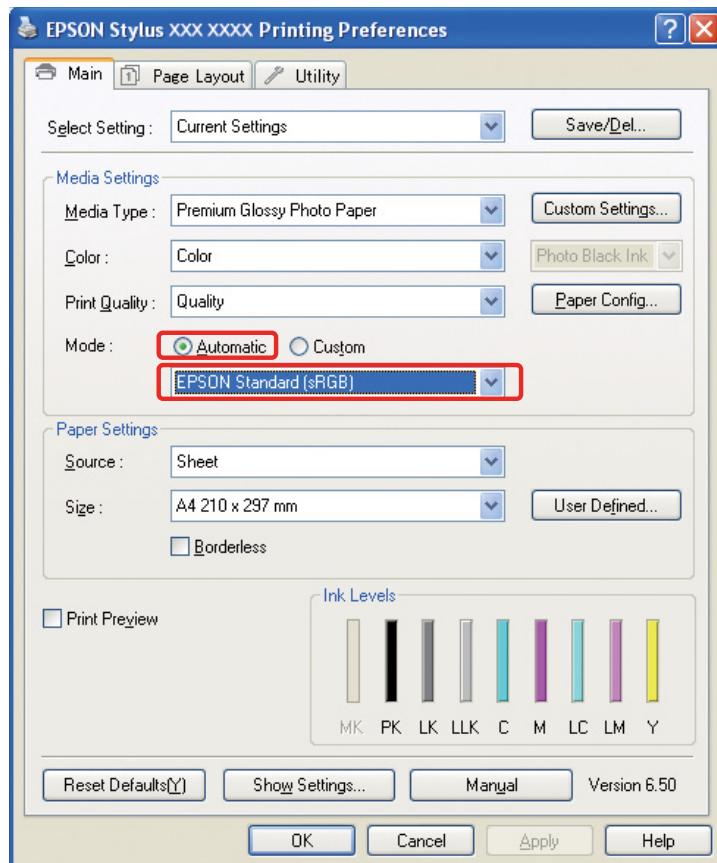 EPSON Stylus XXX XXXX Printing Preferences
Main Page Layout Utility
Select Setting : Current Settings Save/Del...
Media Settings
Media Type : Premium Glossy Photo Paper Custom Settings...
Color : Color Photo Black Ink
Print Quality : Quality Paper Config...
Mode : Automatic Custom
EPSON Standard (sRGB)
Paper Settings
Source : Sheet
Size : A4 210 x 297 mm User Defined...
Borderless
Print Preview
Ink Levels
MK PK LK LLK C M LC LM Y
Reset Defaults(Y) Show Settings... Manual Version 6.50
OK Cancel Apply Help